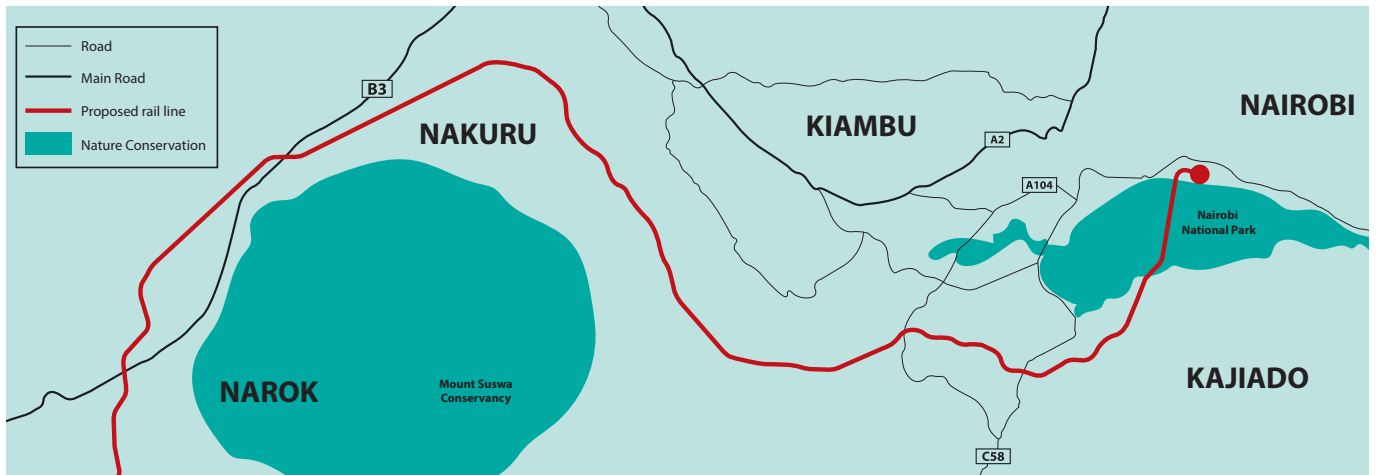 Road
Main Road
Proposed rail line
Nature Conservation
B3
NAKURU
KIAMBU
A2
NAIROBI
A104
Nairobi
National Park
NAROK
Mount Suswa
Conservancy
KAJIADO
C58